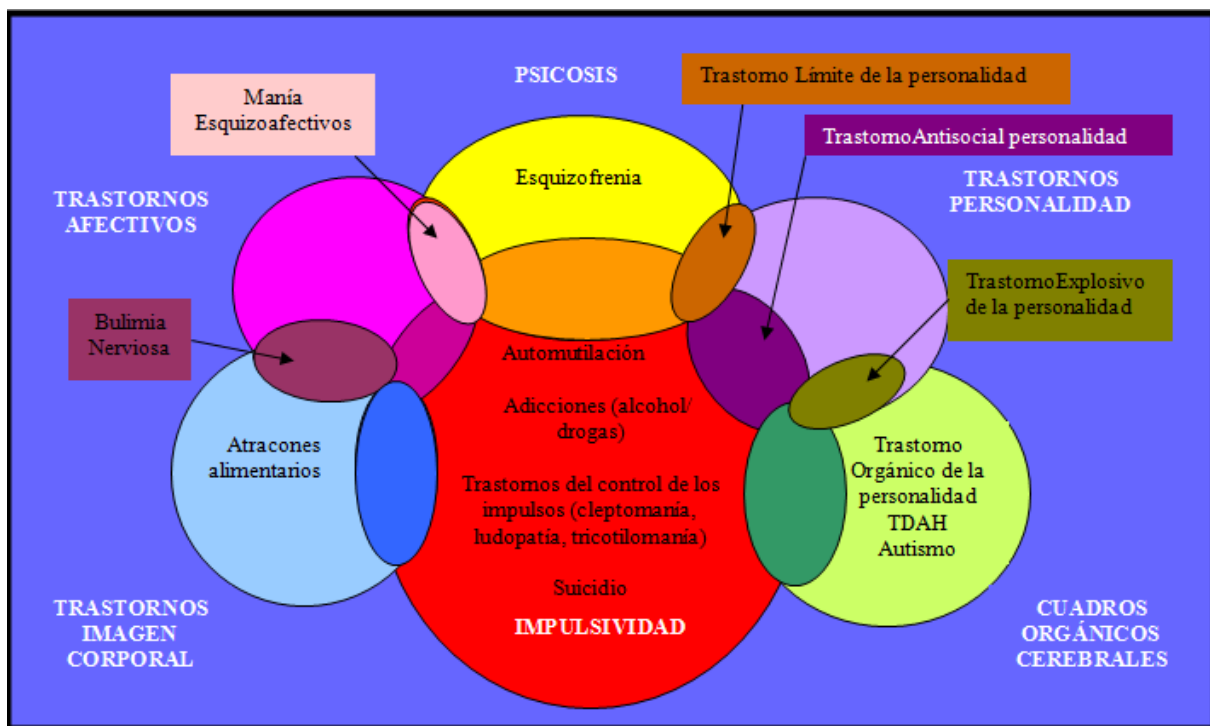 PSICOSIS
Trastorno Límite de la personalidad
Manía
Esquizoafectivos
TrastornoAntisocial personalidad
Esquizofrenia
TRASTORNOS
AFECTIVOS
TRASTORNOS
PERSONALIDAD
TrastornoExplosivo
de la personalidad
Bulimia
Nerviosa
Automutilación
Adicciones (alcohol/
drogas)
Atracones
alimentarios
Trastornos del control de los
impulsos (cleptomanía,
ludopatía, tricotilomanía)
Trastorno
Orgánico de la
personalidad
TDAH
Autismo
Suicidio
IMPULSIVIDAD
TRASTORNOS
IMAGEN
CORPORAL
CUADROS
ORGÁNICOS
CEREBRALES